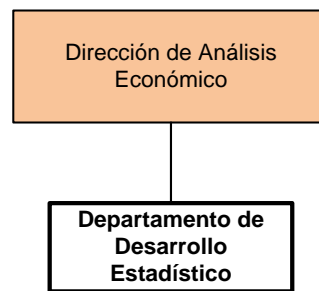 Dirección de Análisis
Económico
Departamento de
Desarrollo
Estadístico